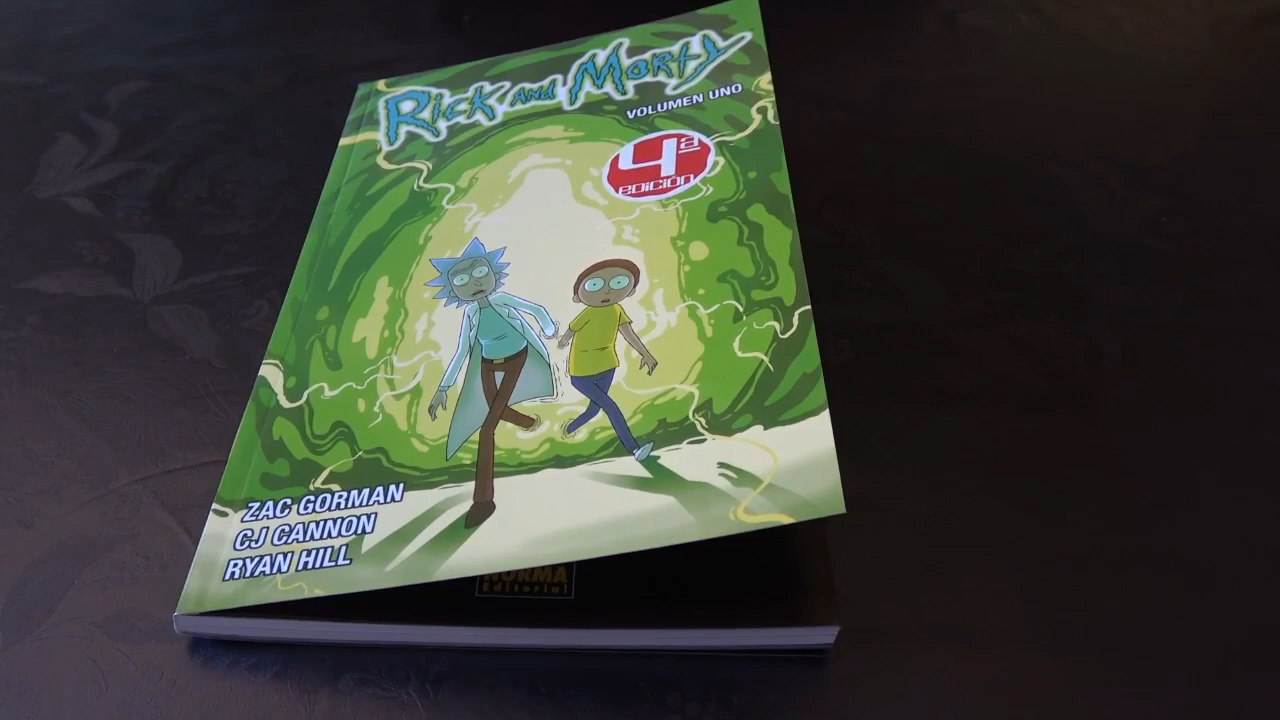 RICK AND MORTY
VOLUMEN UNO
4ª
edición
ZAC GORMAN
CJ CANNON
RYAN HILL
NORMA
Editorial